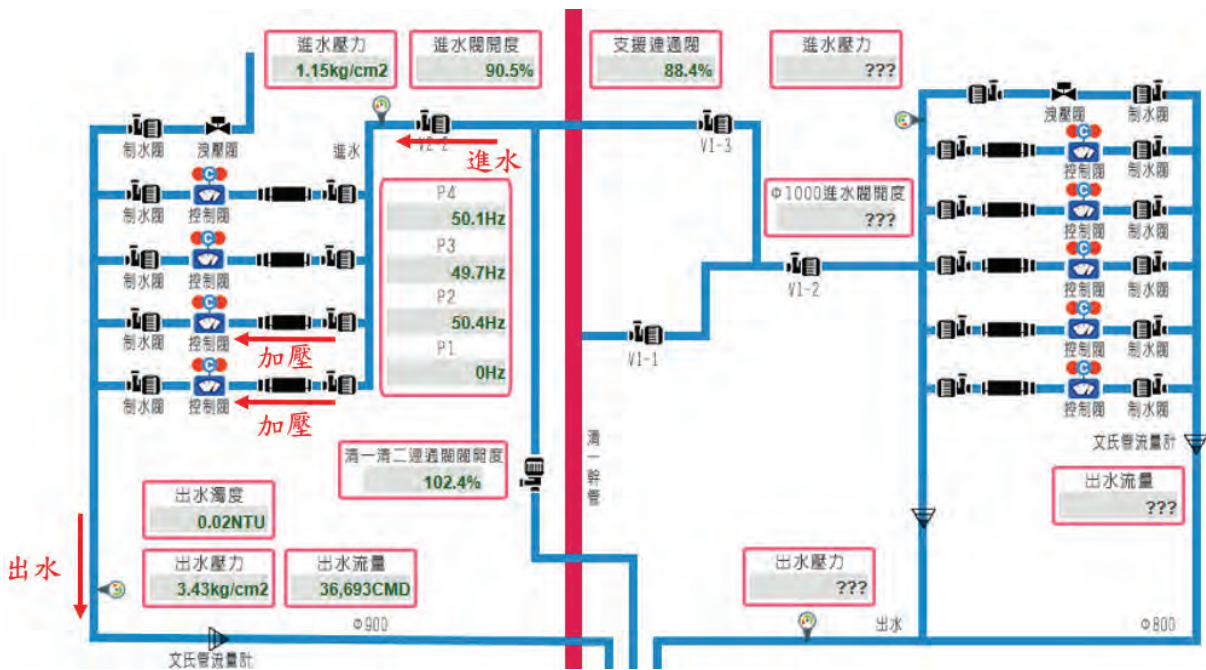 進水壓力
1.15kg/cm2
進水閥開度
90.5%
支援連通閥
88.4%
進水壓力
???
制水閥
洩壓閥
進水
V2-2
進水
V1-3
洩壓閥
制水閥
P4
50.1Hz
P3
49.7Hz
P2
50.4Hz
P1
0Hz
Φ1000進水閥開度
???
制水閥
控制閥
制水閥
控制閥
制水閥
控制閥
加壓
制水閥
控制閥
加壓
控制閥
制水閥
控制閥
制水閥
控制閥
制水閥
控制閥
制水閥
控制閥
制水閥
V1-2
V1-1
清一清二連通閥閥開度
102.4%
清一幹管
文氏管流量計
出水流量
???
出水濁度
0.02NTU
出水
出水壓力
3.43kg/cm2
出水流量
36,693CMD
出水壓力
???
Φ900
文氏管流量計
出水
Φ800